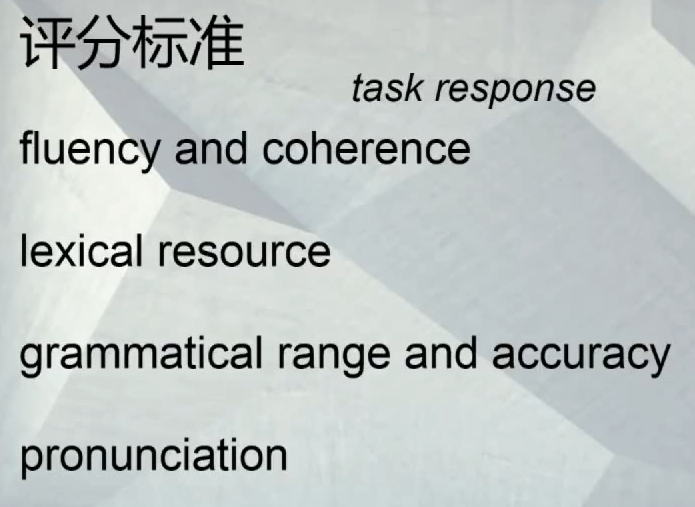 评分标准
task response
fluency and coherence
lexical resource
grammatical range and accuracy
pronunciation